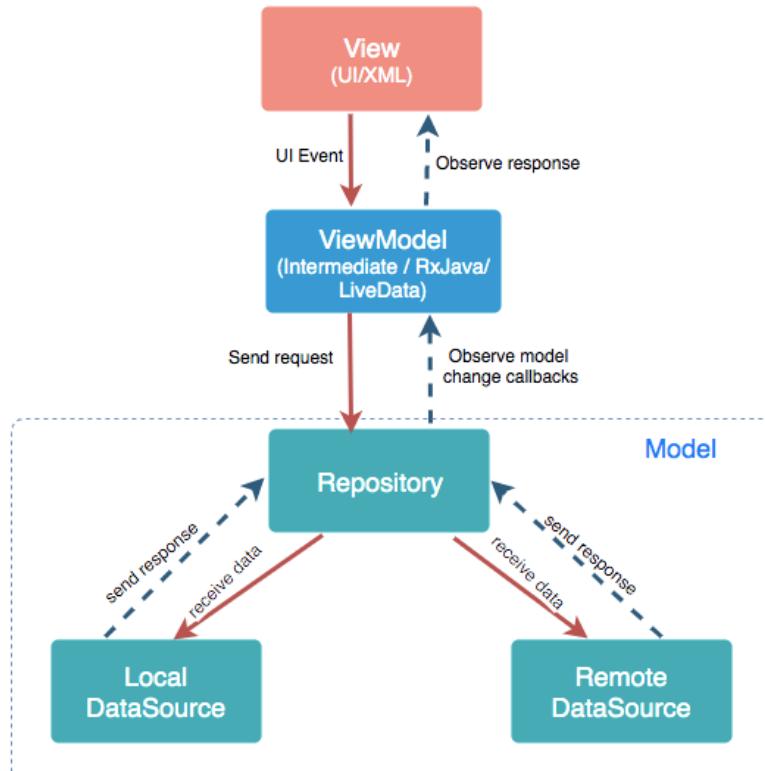 View
(UI/XML)
UI Event
Observe response
ViewModel
(Intermediate / RxJava/
LiveData)
Send request
Observe model
change callbacks
Model
Repository
send response
receive data
receive data
send response
Local
DataSource
Remote
DataSource